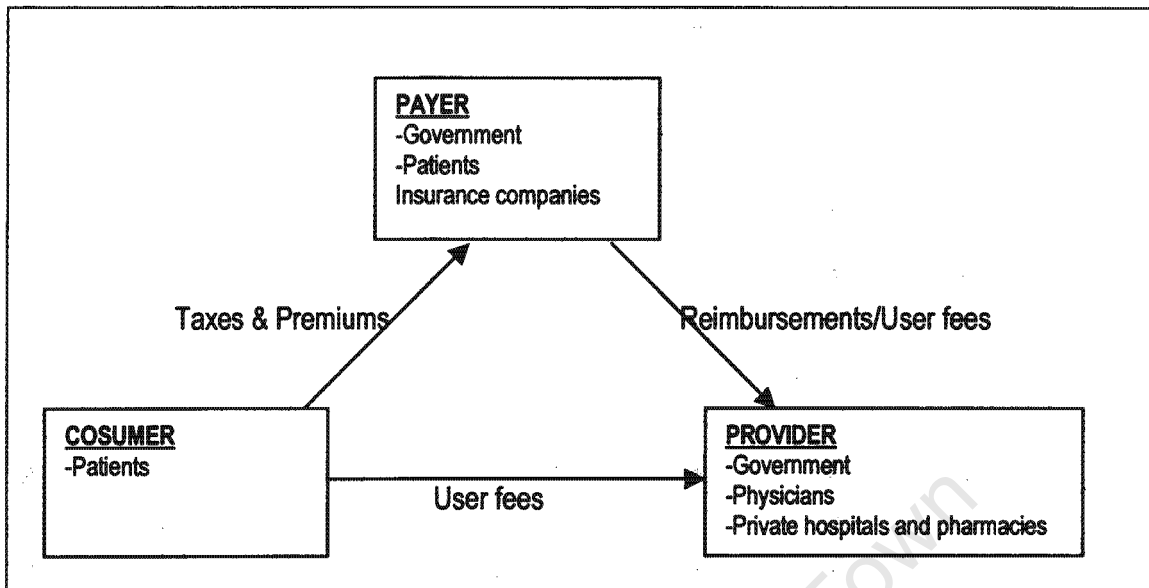 PAYER
-Government
-Patients
Insurance companies
Taxes & Premiums
Reimbursements/User fees
COSUMER
-Patients
User fees
PROVIDER
-Government
-Physicians
-Private hospitals and pharmacies
Town